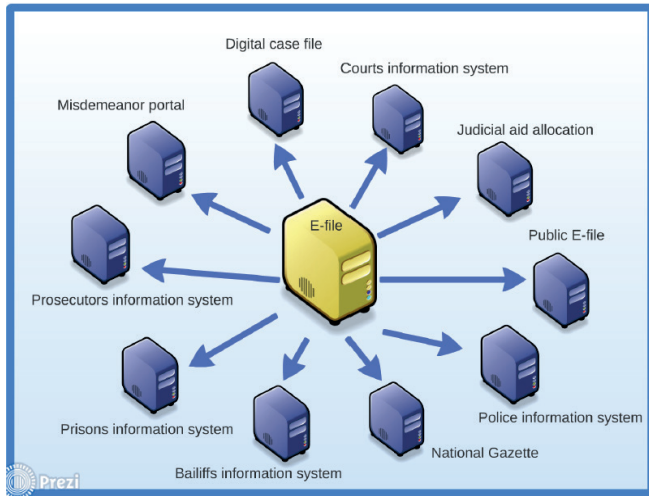 Digital case file
Courts information system
Misdemeanor portal
Judicial aid allocation
E-file
Public E-file
Prosecutors information system
Police information system
Prisons information system
National Gazette
Bailiffs information system
Prezi